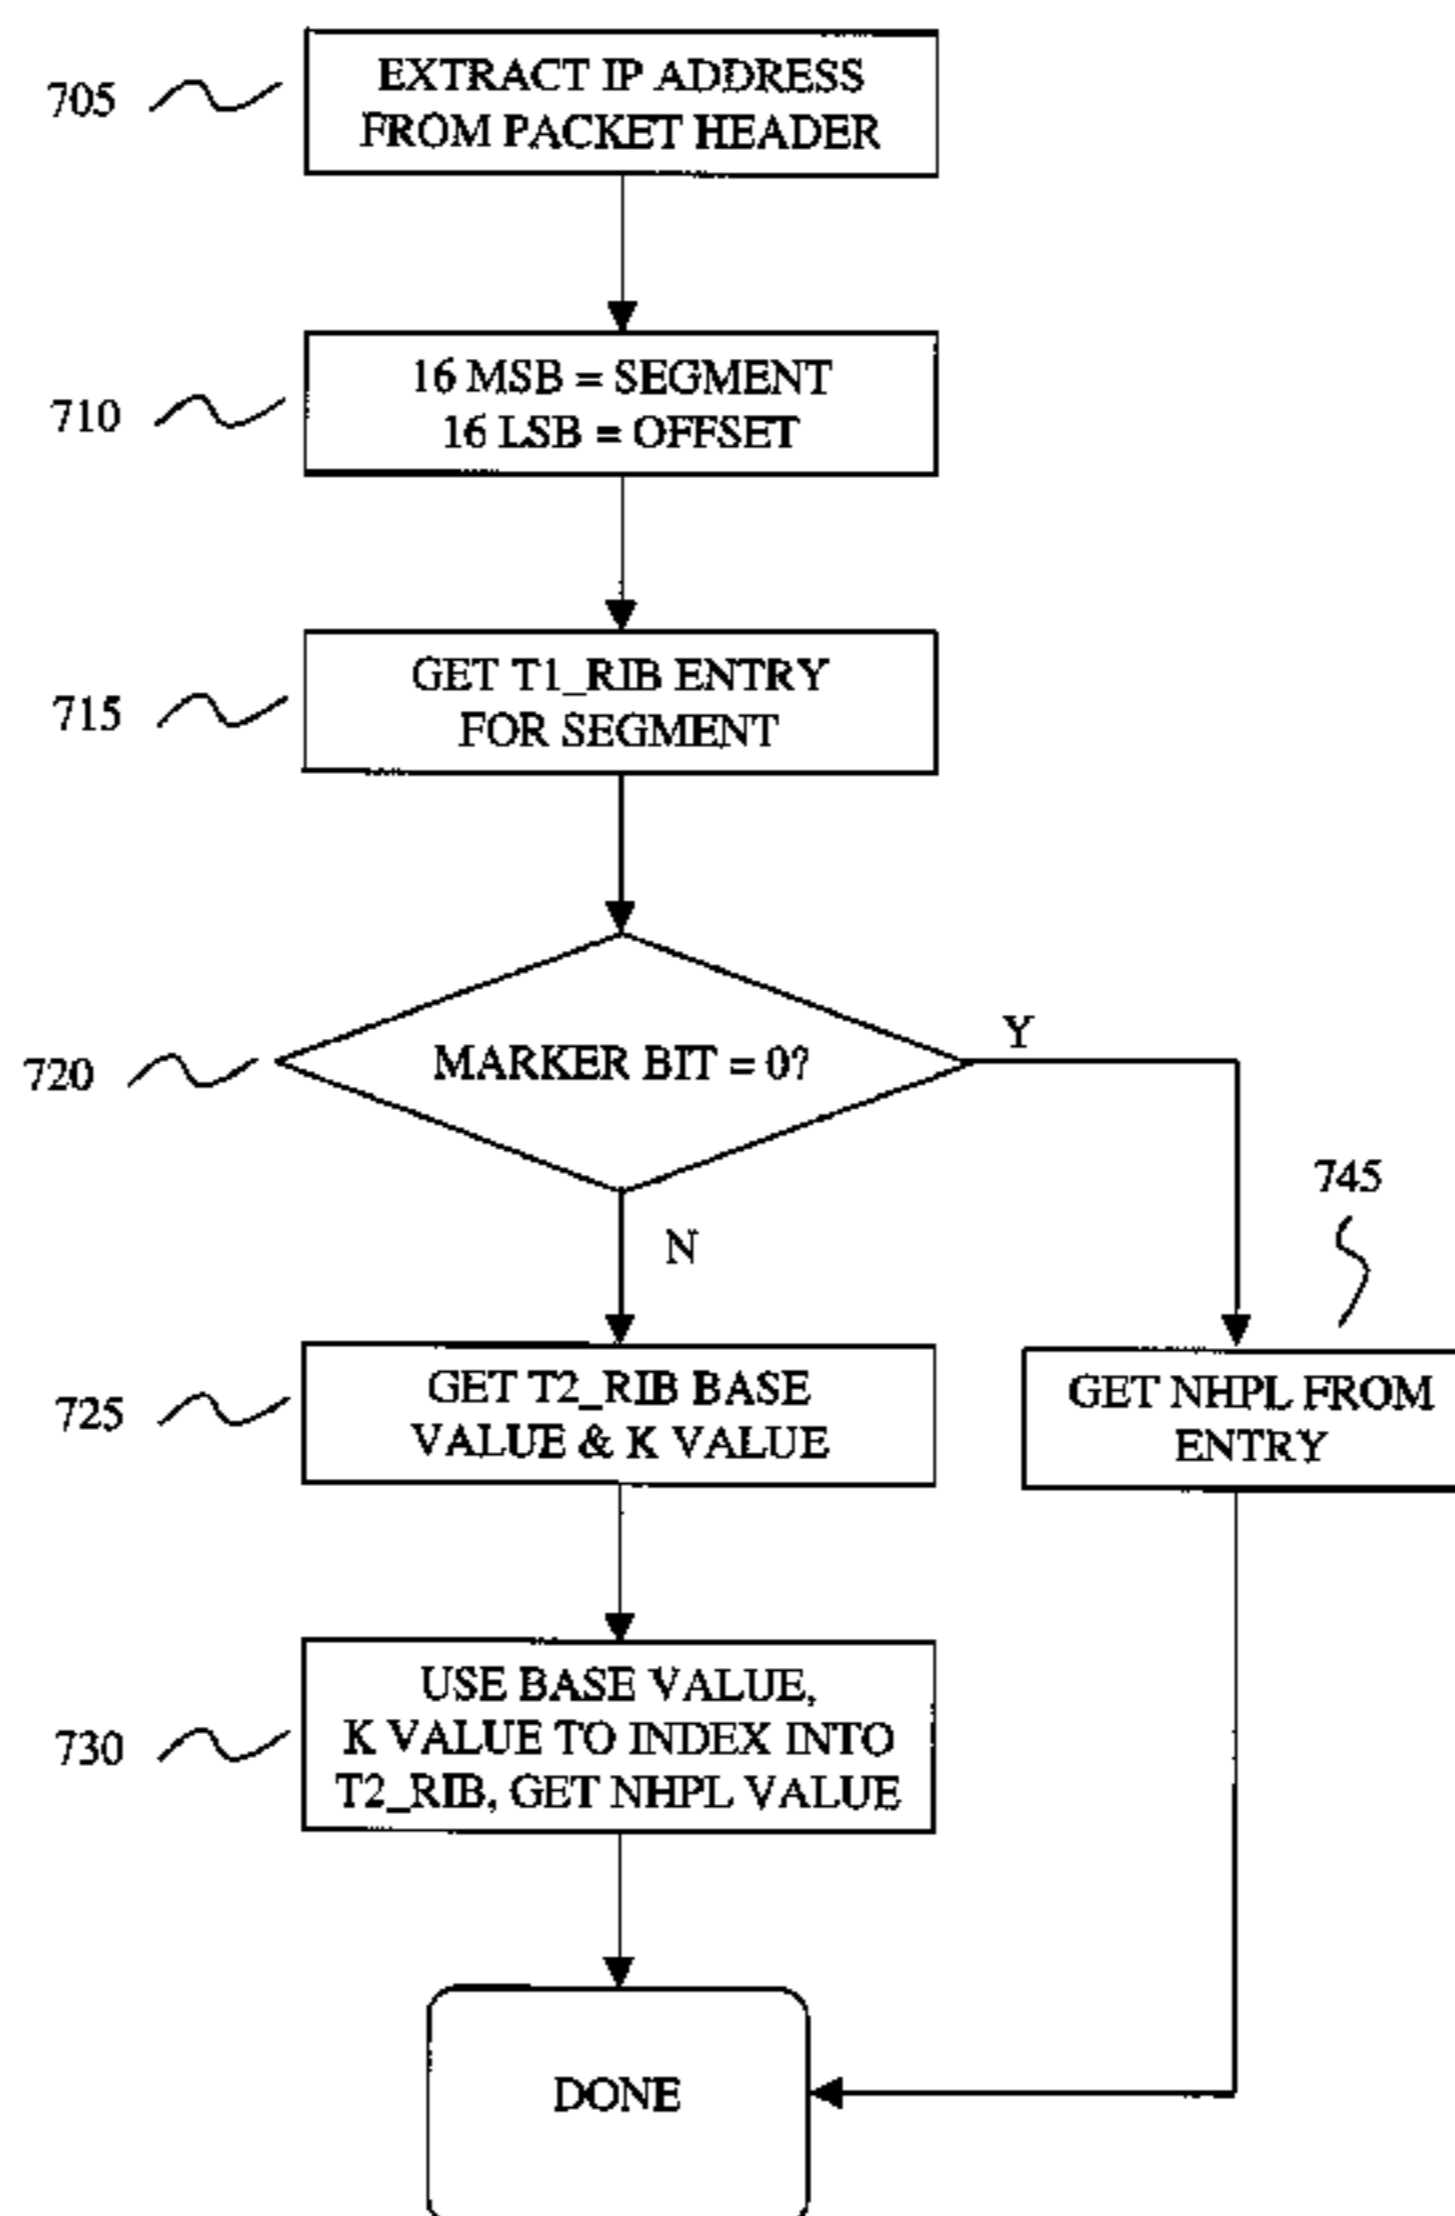 705
EXTRACT IP ADDRESS
FROM PACKET HEADER
710
16 MSB = SEGMENT
16 LSB = OFFSET
715
GET T1_RIB ENTRY
FOR SEGMENT
720
MARKER BIT = 0?
Y
N
745
725
GET T2_RIB BASE
VALUE & K VALUE
GET NHPL FROM
ENTRY
730
USE BASE VALUE,
K VALUE TO INDEX INTO
T2_RIB, GET NHPL VALUE
DONE